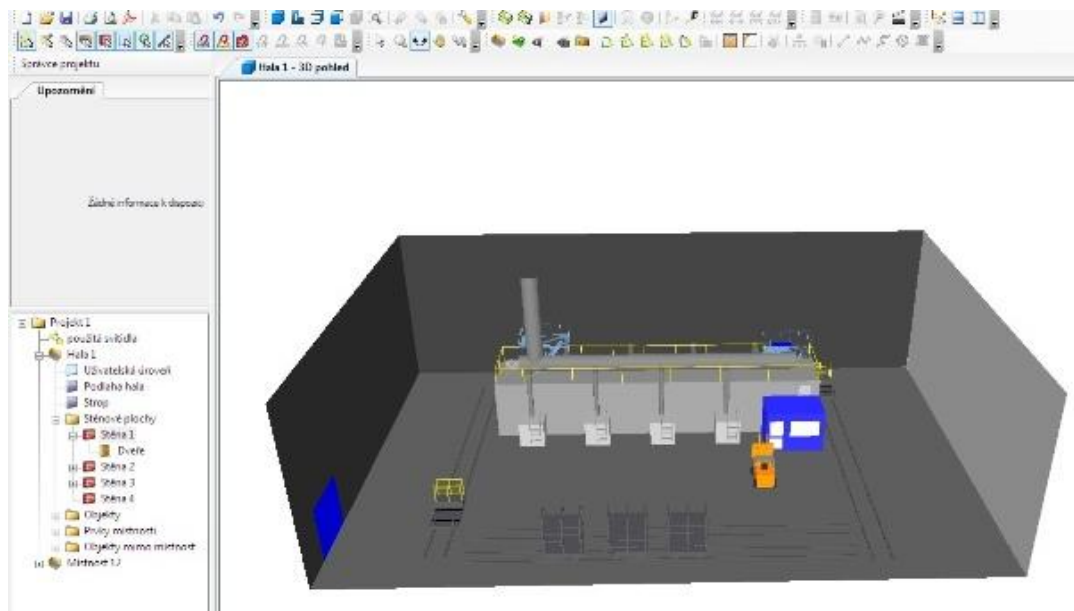 Správce projektu
Hala 1 - 3D pohled
Upozornění
Žádné informace k dispozici
Projekt 1
použitá svítidla
Hala 1
Uživatelská úroveň
Podlaha hala
Strop
Stěnové plochy
Stěna 1
Dveře
Stěna 2
Stěna 3
Stěna 4
Objekty
Prvky místnosti
Objekty mimo místnost
Místnost 12